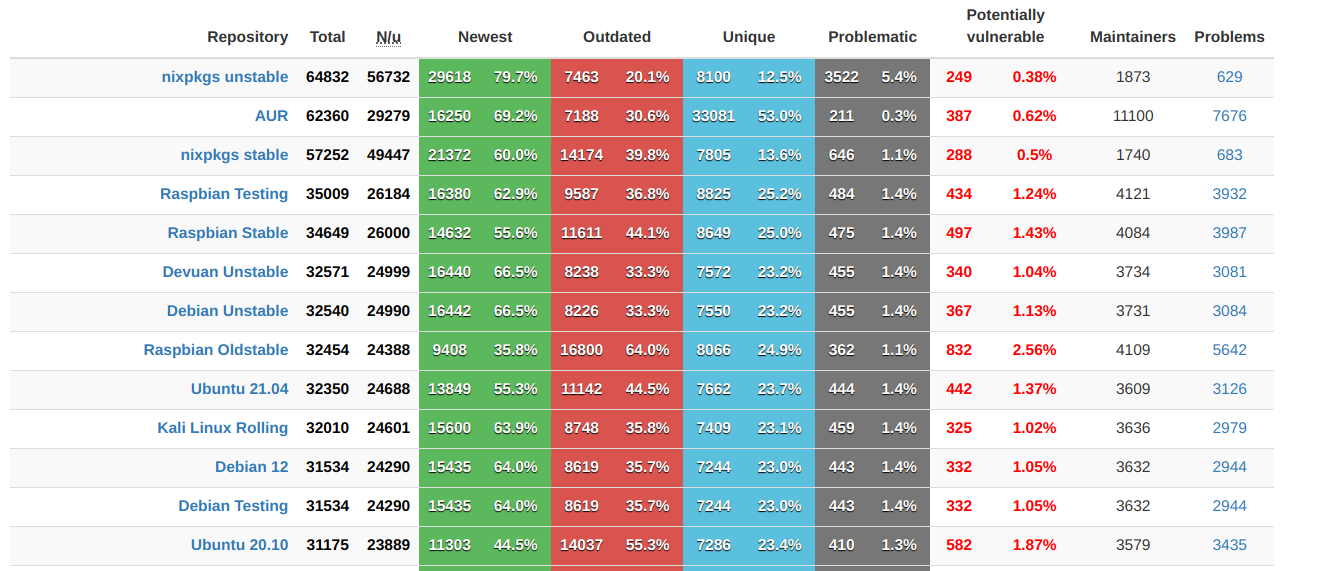 Repository Total N/u Newest Outdated Unique Problematic Potentially vulnerable Maintainers Problems
nixpkgs unstable 64832 56732 29618 79.7% 7463 20.1% 8100 12.5% 3522 5.4% 249 0.38% 1873 629
AUR 62360 29279 16250 69.2% 7188 30.6% 33081 53.0% 211 0.3% 387 0.62% 11100 7676
nixpkgs stable 57252 49447 21372 60.0% 14174 39.8% 7805 13.6% 646 1.1% 288 0.5% 1740 683
Raspbian Testing 35009 26184 16380 62.9% 9587 36.8% 8825 25.2% 484 1.4% 434 1.24% 4121 3932
Raspbian Stable 34649 26000 14632 55.6% 11611 44.1% 8649 25.0% 475 1.4% 497 1.43% 4084 3987
Devuan Unstable 32571 24999 16440 66.5% 8238 33.3% 7572 23.2% 455 1.4% 340 1.04% 3734 3081
Debian Unstable 32540 24990 16442 66.5% 8226 33.3% 7550 23.2% 455 1.4% 367 1.13% 3731 3084
Raspbian Oldstable 32454 24388 9408 35.8% 16800 64.0% 8066 24.9% 362 1.1% 832 2.56% 4109 5642
Ubuntu 21.04 32350 24688 13849 55.3% 11142 44.5% 7662 23.7% 444 1.4% 442 1.37% 3609 3126
Kali Linux Rolling 32010 24601 15600 63.9% 8748 35.8% 7409 23.1% 459 1.4% 325 1.02% 3636 2979
Debian 12 31534 24290 15435 64.0% 8619 35.7% 7244 23.0% 443 1.4% 332 1.05% 3632 2944
Debian Testing 31534 24290 15435 64.0% 8619 35.7% 7244 23.0% 443 1.4% 332 1.05% 3632 2944
Ubuntu 20.10 31175 23889 11303 44.5% 14037 55.3% 7286 23.4% 410 1.3% 582 1.87% 3579 3435